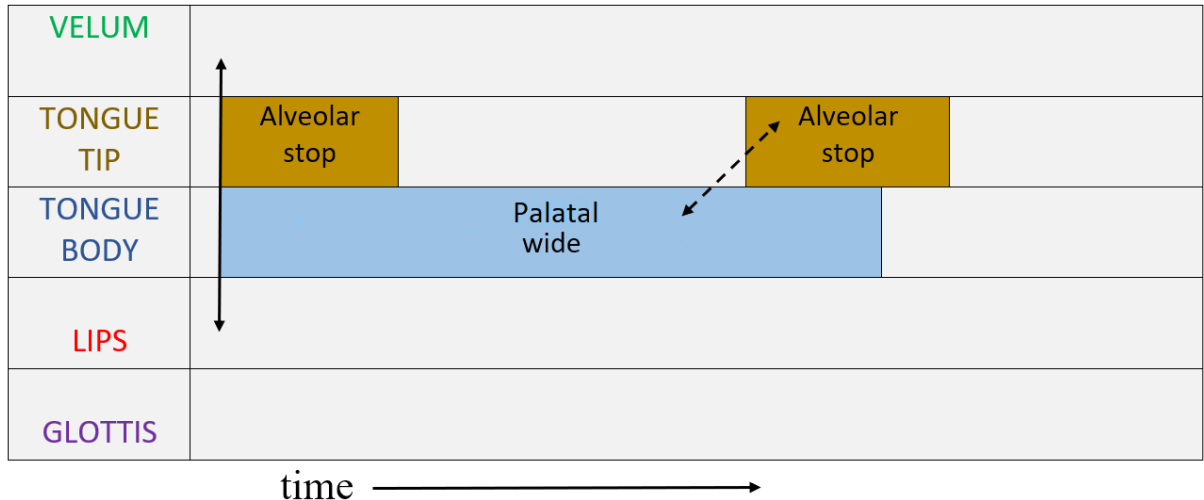 VELUM
TONGUE
TIP
Alveolar
stop
Alveolar
stop
TONGUE
BODY
Palatal
wide
LIPS
GLOTTIS
time